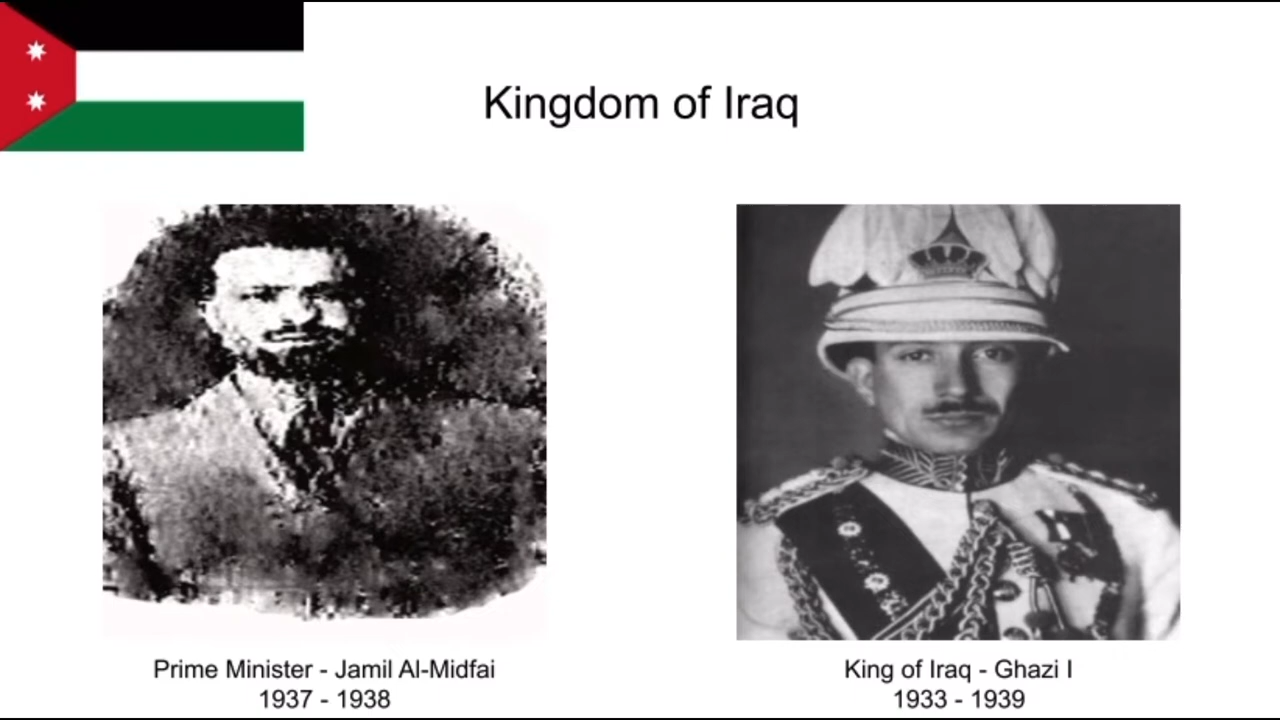 Kingdom of Iraq
Prime Minister - Jamil Al-Midfai
1937 - 1938
King of Iraq - Ghazi I
1933 - 1939